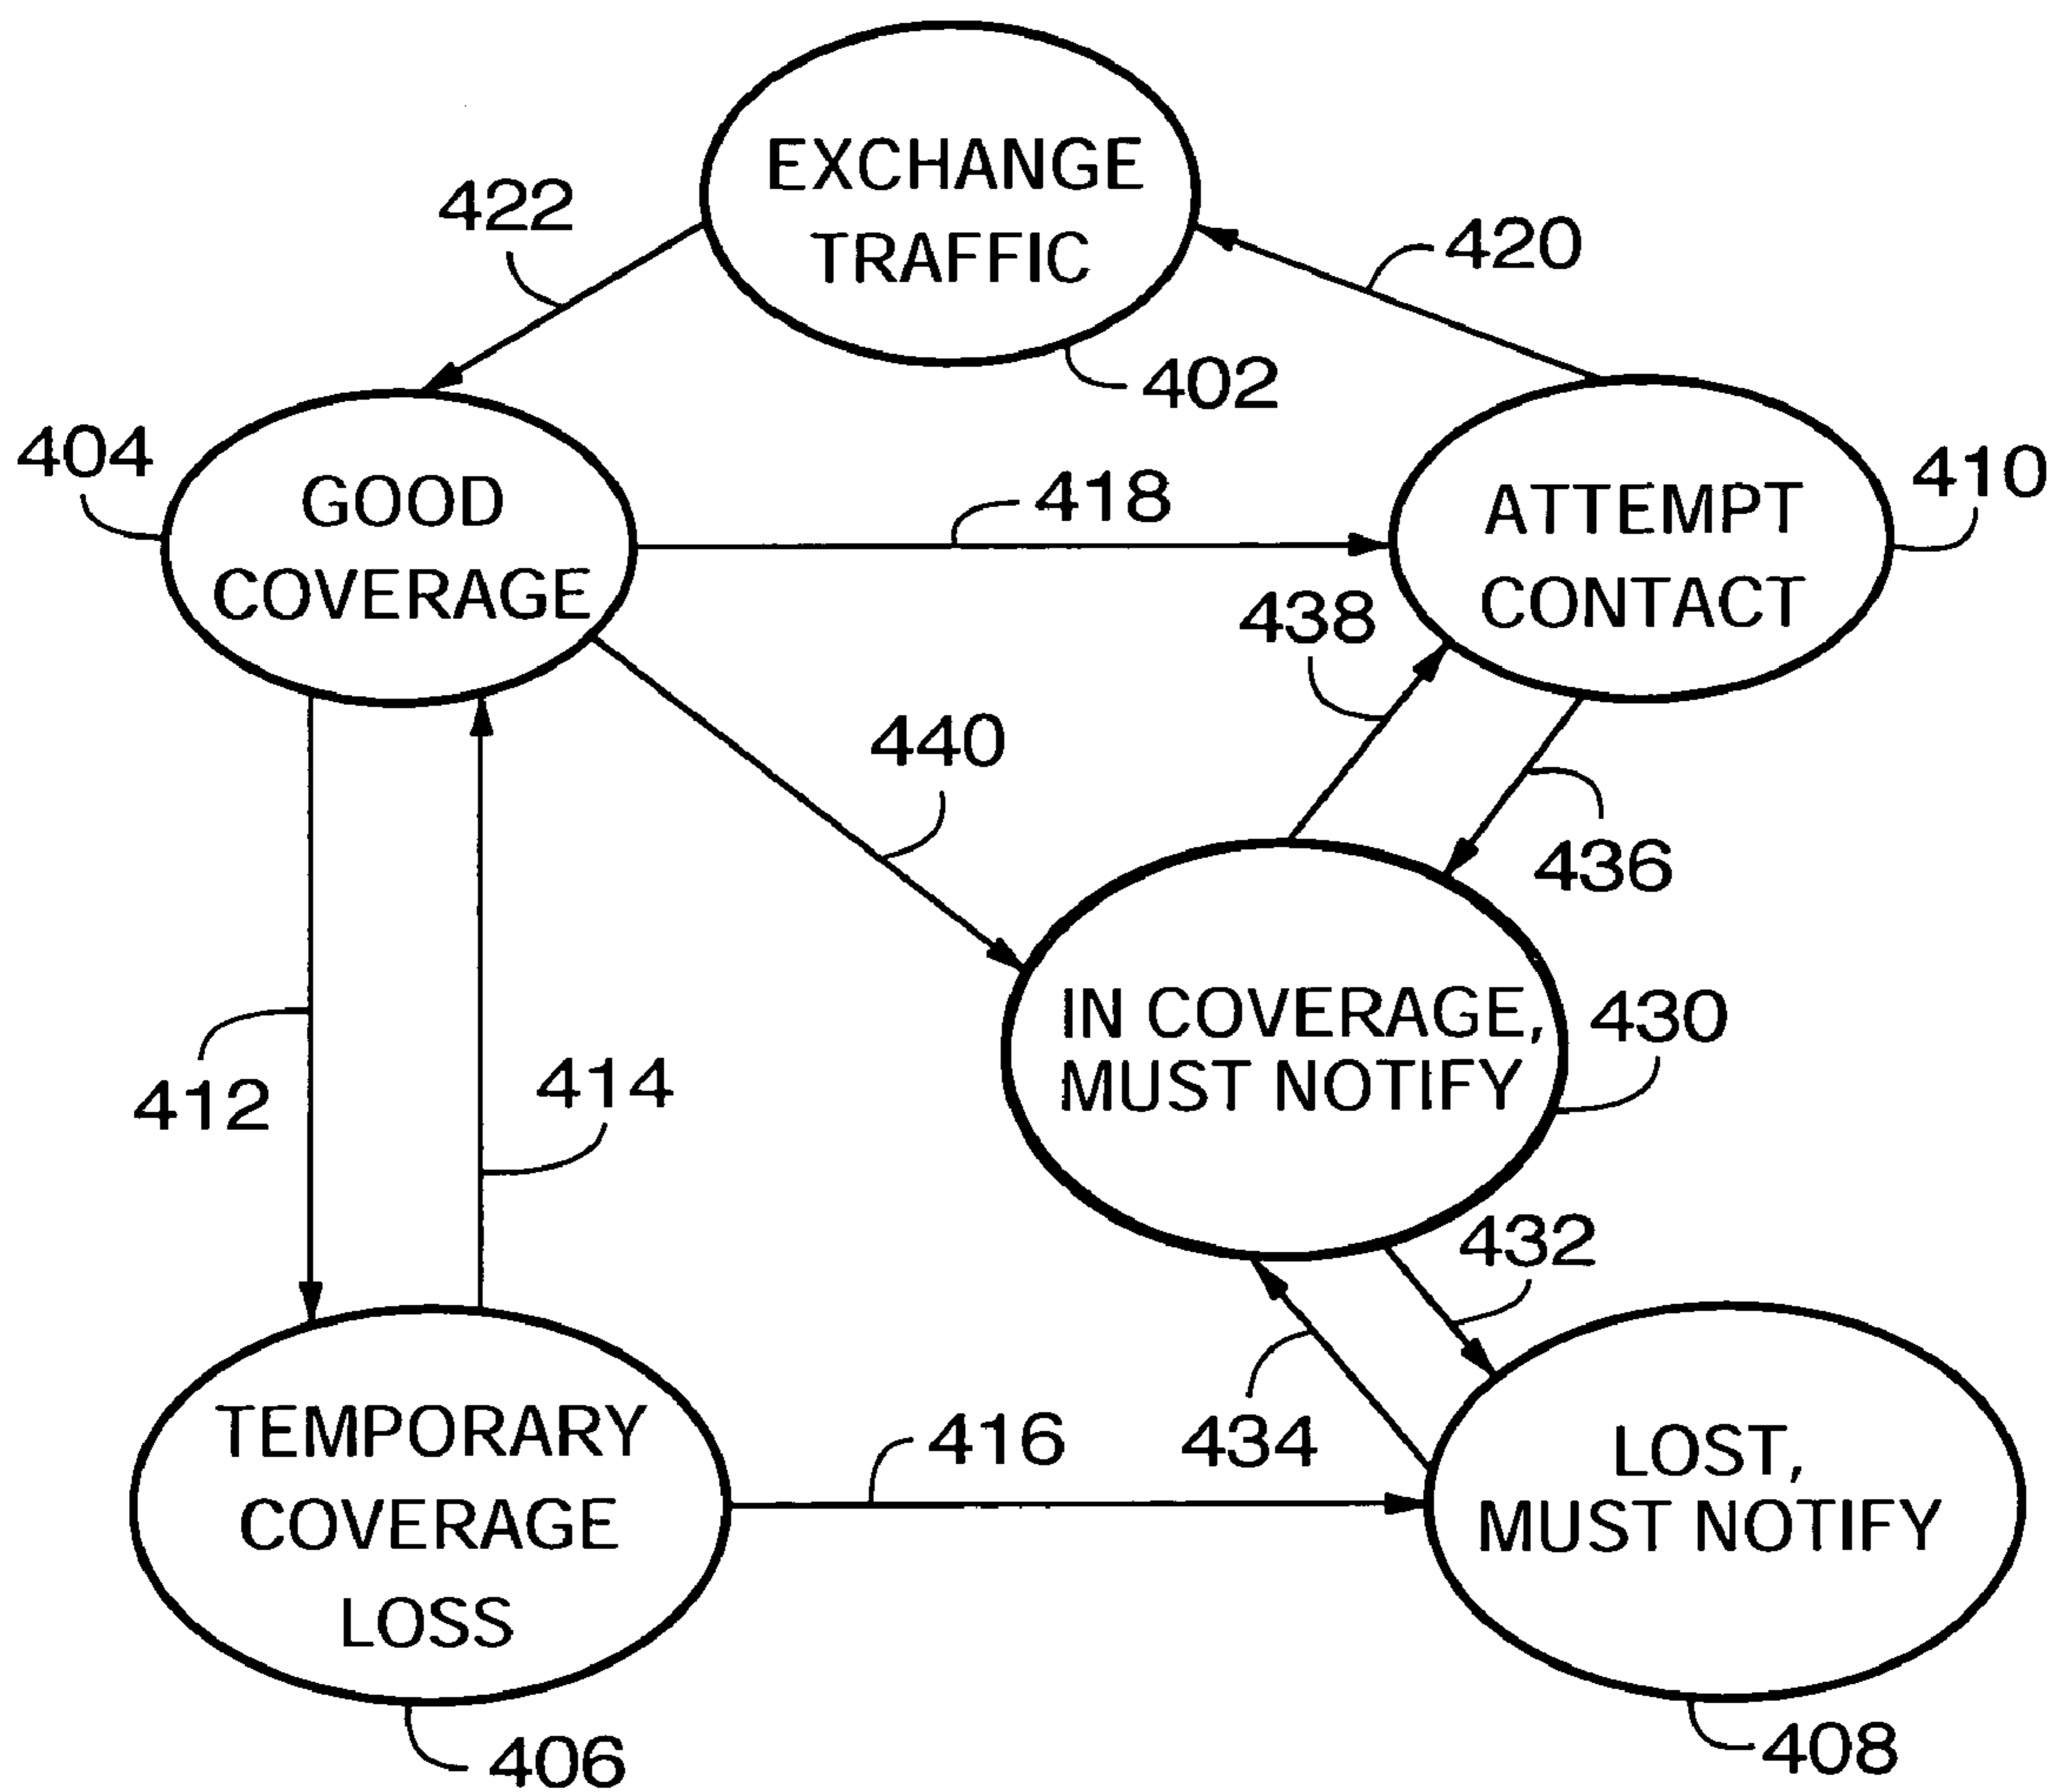 EXCHANGE
TRAFFIC
422
420
402
404
GOOD
COVERAGE
418
ATTEMPT
CONTACT
410
438
440
436
IN COVERAGE,
MUST NOTIFY
430
412
414
432
434
TEMPORARY
COVERAGE
LOSS
416
LOST,
MUST NOTIFY
406
408